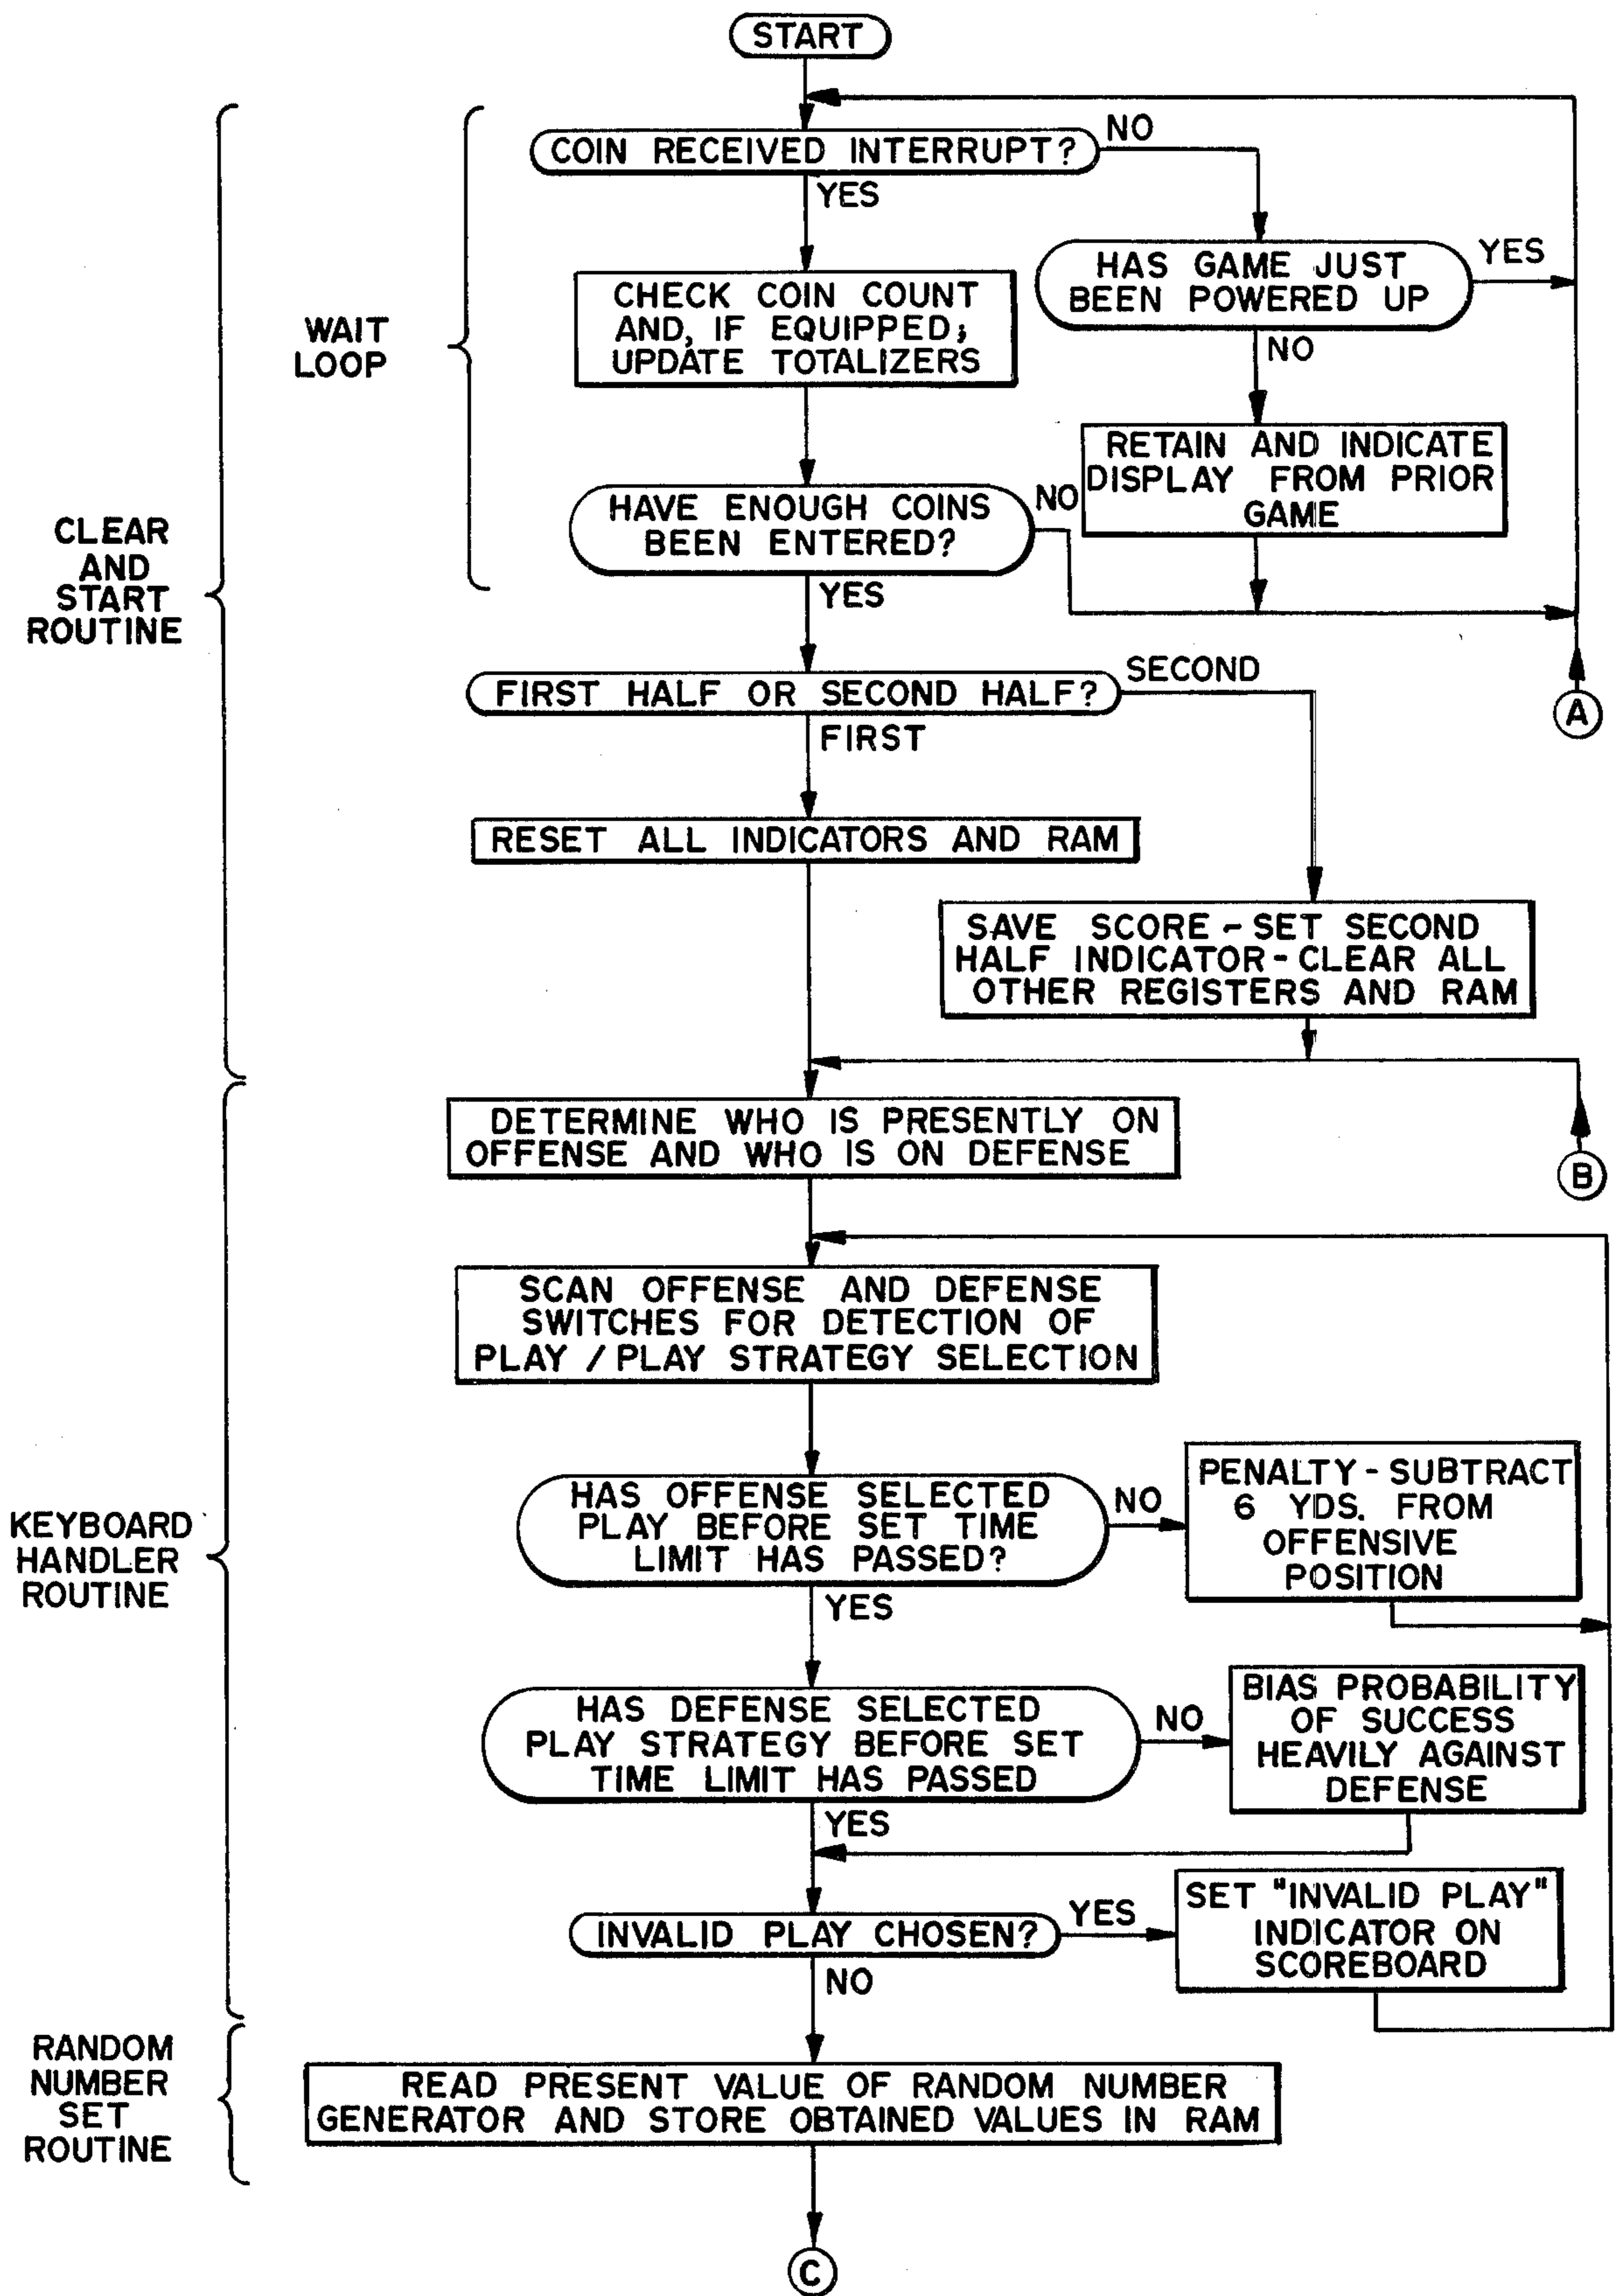 START
COIN RECEIVED INTERRUPT?
NO
YES
HAS GAME JUST
BEEN POWERED UP
YES
NO
CHECK COIN COUNT
AND, IF EQUIPPED;
UPDATE TOTALIZERS
WAIT
LOOP
RETAIN AND INDICATE
DISPLAY FROM PRIOR
GAME
HAVE ENOUGH COINS
BEEN ENTERED?
NO
YES
CLEAR
AND
START
ROUTINE
FIRST HALF OR SECOND HALF?
SECOND
FIRST
A
RESET ALL INDICATORS AND RAM
SAVE SCORE - SET SECOND
HALF INDICATOR - CLEAR ALL
OTHER REGISTERS AND RAM
DETERMINE WHO IS PRESENTLY ON
OFFENSE AND WHO IS ON DEFENSE
B
SCAN OFFENSE AND DEFENSE
SWITCHES FOR DETECTION OF
PLAY / PLAY STRATEGY SELECTION
HAS OFFENSE SELECTED
PLAY BEFORE SET TIME
LIMIT HAS PASSED?
NO
YES
PENALTY - SUBTRACT
6 YDS. FROM
OFFENSIVE
POSITION
KEYBOARD
HANDLER
ROUTINE
HAS DEFENSE SELECTED
PLAY STRATEGY BEFORE SET
TIME LIMIT HAS PASSED
NO
YES
BIAS PROBABILITY
OF SUCCESS
HEAVILY AGAINST
DEFENSE
INVALID PLAY CHOSEN?
YES
NO
SET "INVALID PLAY"
INDICATOR ON
SCOREBOARD
RANDOM
NUMBER
SET
ROUTINE
READ PRESENT VALUE OF RANDOM NUMBER
GENERATOR AND STORE OBTAINED VALUES IN RAM
C